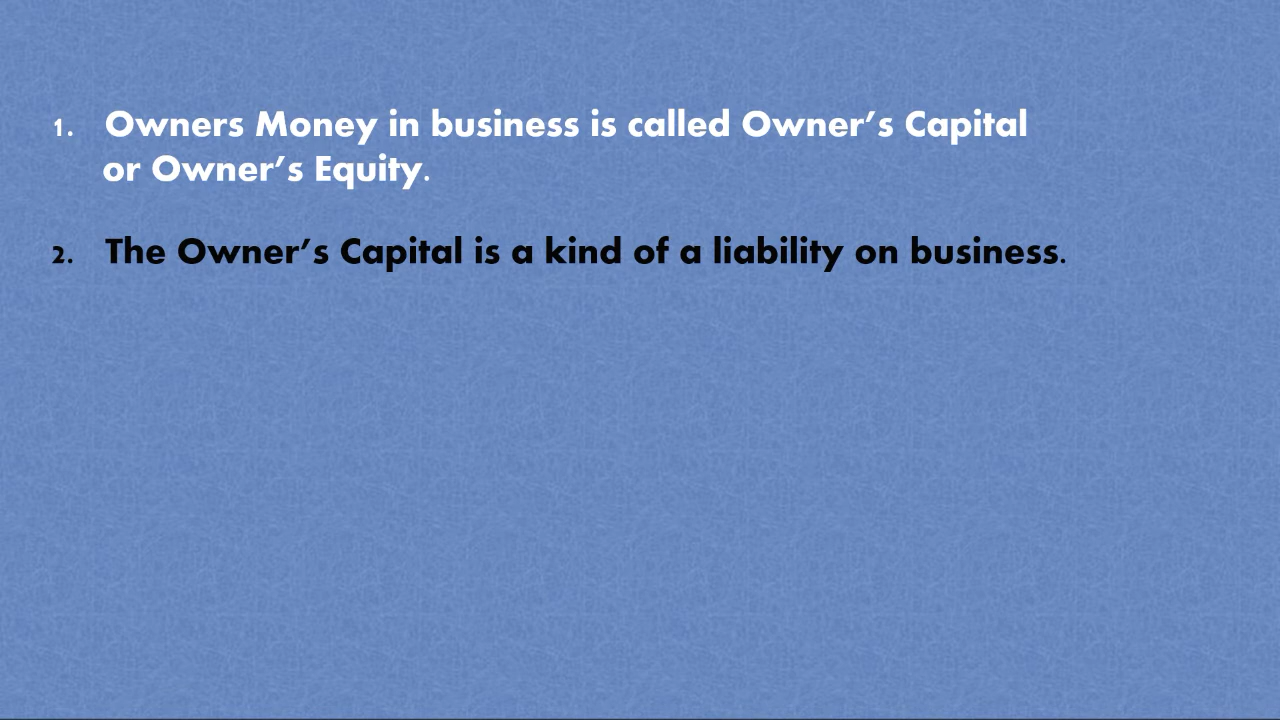 1. Owners Money in business is called Owner’s Capital
or Owner’s Equity.
2. The Owner’s Capital is a kind of a liability on business.